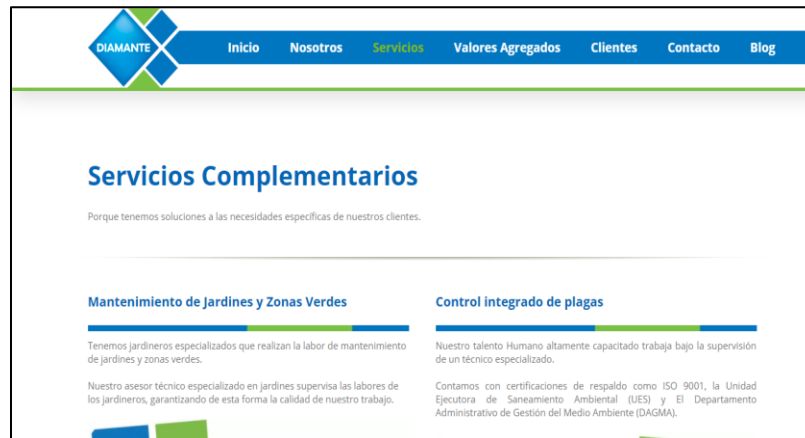 DIAMANTE
Inicio Nosotros Servicios Valores Agregados Clientes Contacto Blog
Servicios Complementarios
Porque tenemos soluciones a las necesidades específicas de nuestros clientes.
Mantenimiento de Jardines y Zonas Verdes
Tenemos jardineros especializados que realizan la labor de mantenimiento
de jardines y zonas verdes.
Nuestro asesor técnico especializado en jardines supervisa las labores de
los jardineros, garantizando de esta forma la calidad de nuestro trabajo.
Control integrado de plagas
Nuestro talento Humano altamente capacitado trabaja bajo la supervisión
de un técnico especializado.
Contamos con certificaciones de respaldo como ISO 9001, la Unidad
Ejecutora de Saneamiento Ambiental (UES) y El Departamento
Administrativo de Gestión del Medio Ambiente (DAGMA).